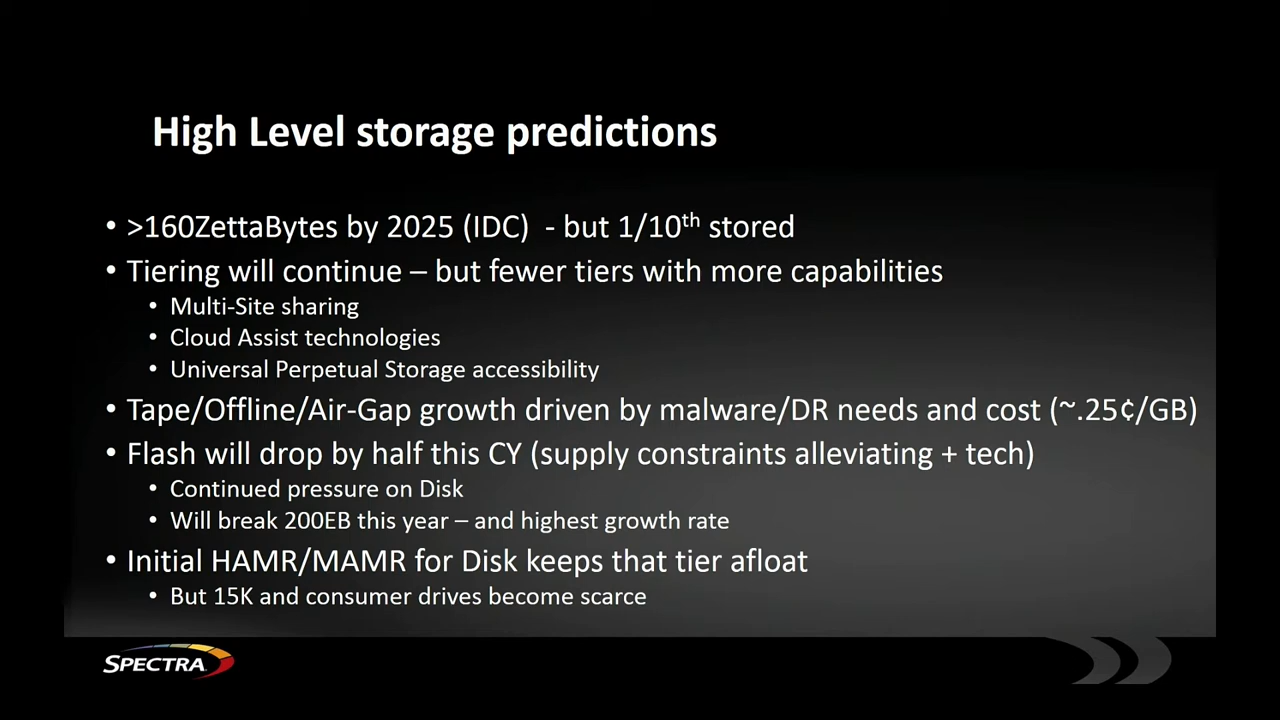 High Level storage predictions
• >160ZettaBytes by 2025 (IDC) - but 1/10th stored
• Tiering will continue – but fewer tiers with more capabilities
• Multi-Site sharing
• Cloud Assist technologies
• Universal Perpetual Storage accessibility
• Tape/Offline/Air-Gap growth driven by malware/DR needs and cost (~.25¢/GB)
• Flash will drop by half this CY (supply constraints alleviating + tech)
• Continued pressure on Disk
• Will break 200EB this year – and highest growth rate
• Initial HAMR/MAMR for Disk keeps that tier afloat
• But 15K and consumer drives become scarce
SPECTRA